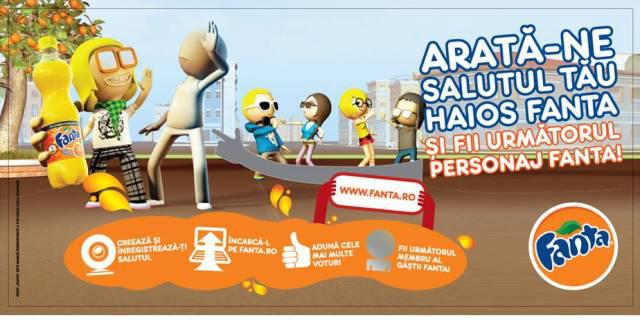 ARATĂ-NE
SALUTUL TĂU
HAIOS FANTA
ȘI FII URMĂTORUL
PERSONAJ FANTA!
WWW.FANTA.RO
CREEAZĂ ȘI
ÎNREGISTREAZĂ-ȚI
SALUTUL
ÎNCARCĂ-L
PE FANTA.RO
ADUNĂ CELE
MAI MULTE
VOTURI
FII URMĂTORUL
MEMBRU AL
GĂȘTII FANTA!
Fanta
Fanta